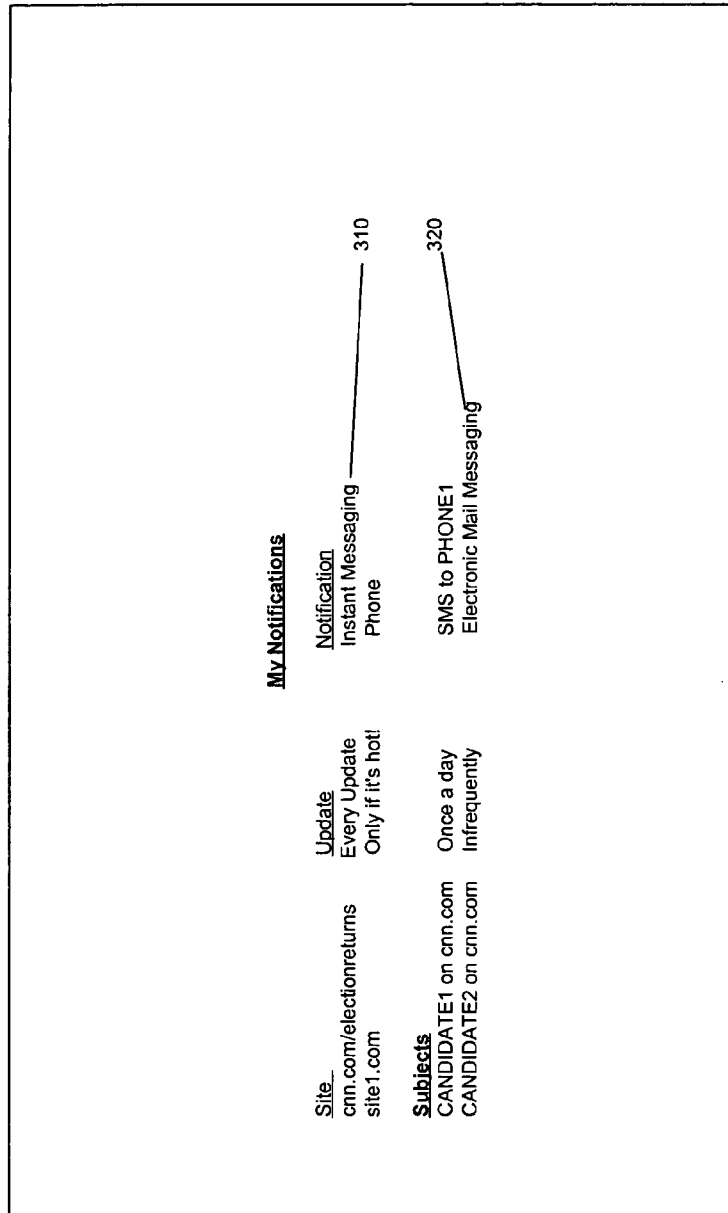 My Notifications
Site Update Notification
cnn.com/electionreturns Every Update Instant Messaging 310
site1.com Only if it's hot! Phone
Subjects
CANDIDATE1 on cnn.com Once a day SMS to PHONE1 320
CANDIDATE2 on cnn.com Infrequently Electronic Mail Messaging